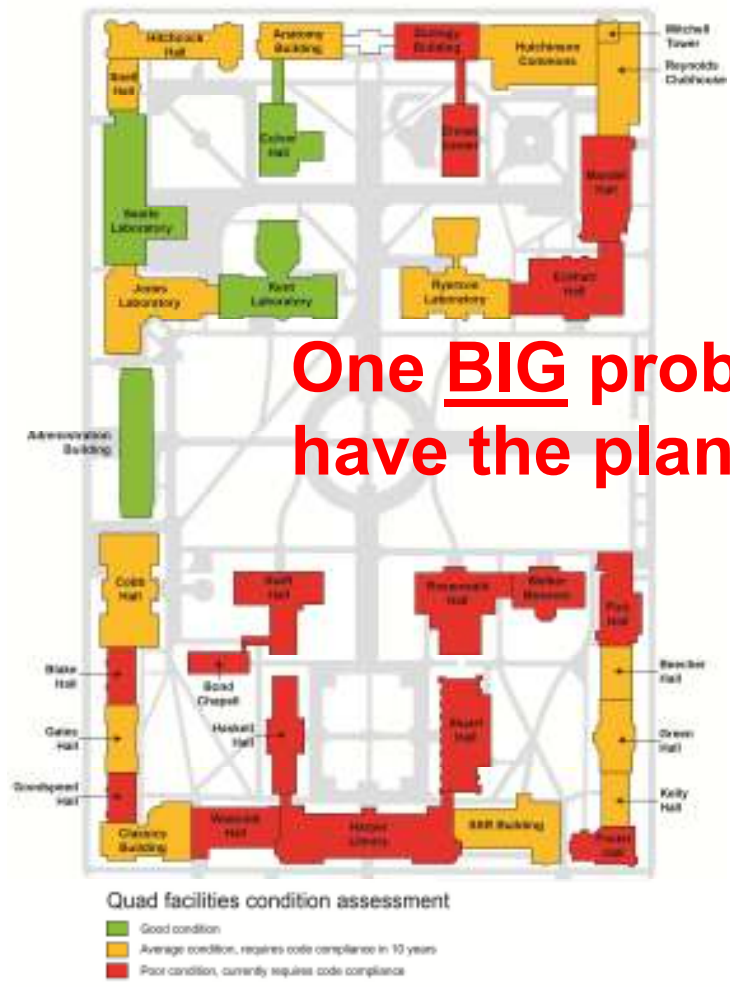 Mitchell
Tower
Hitchcock
Hall
Anatomy
Building
Zoology
Building
Hutchinson
Commons
Reynolds
Clubhouse
Snell
Hall
Culver
Hall
Mandel
Hall
Searle
Laboratory
Jones
Laboratory
Kent
Laboratory
Ryerson
Laboratory
Eckhart
Hall
One BIG prob
have the plan
Administration
Building
Cobb
Hall
Swift
Hall
Rosenwald
Hall
Walker
Museum
Pick
Hall
Blake
Hall
Bond
Chapel
Beecher
Hall
Gates
Hall
Haskell
Hall
Stuart
Hall
Green
Hall
Goodspeed
Hall
Kelly
Hall
Classics
Building
Wieboldt
Hall
Harper
Library
SSR Building
Foster
Hall
Quad facilities condition assessment
Good condition
Average condition, requires code compliance in 10 years
Poor condition, currently requires code compliance